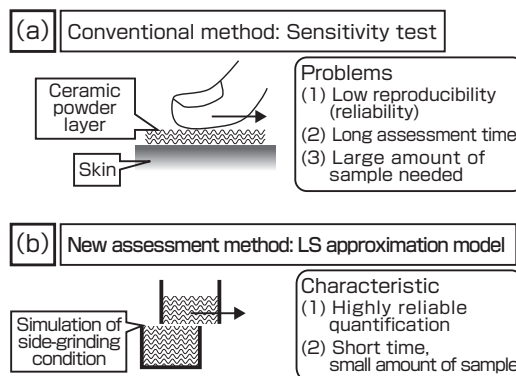 (a) Conventional method: Sensitivity test
Ceramic
powder
layer
Skin
Problems
(1) Low reproducibility
(reliability)
(2) Long assessment time
(3) Large amount of
sample needed
(b) New assessment method: LS approximation model
Simulation of
side-grinding
condition
Characteristic
(1) Highly reliable
quantification
(2) Short time,
small amount of sample